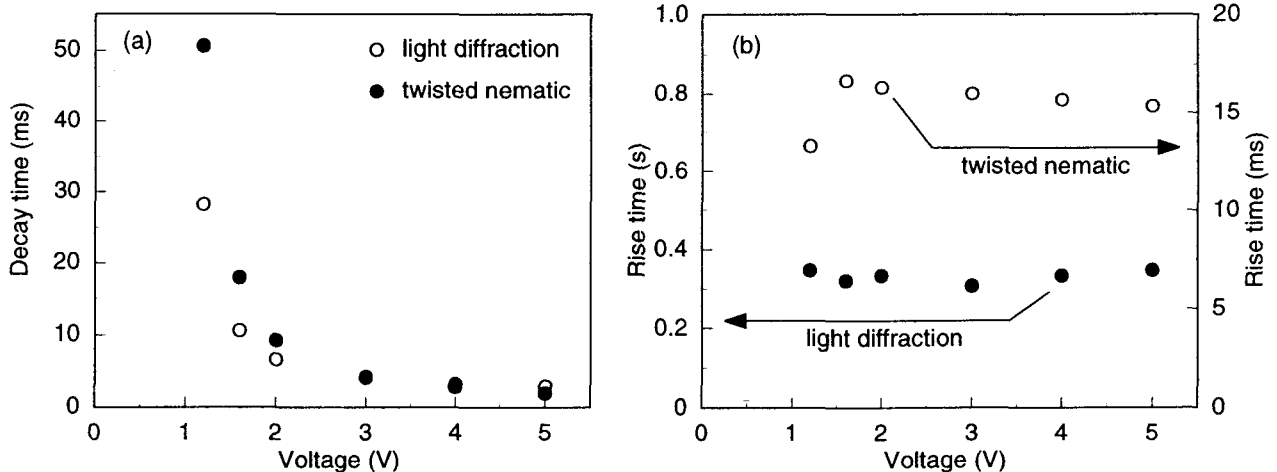 (a)
○ light diffraction
● twisted nematic
Decay time (ms)
50
40
30
20
10
0
0 1 2 3 4 5
Voltage (V)
(b)
Rise time (s)
1.0
0.8
0.6
0.4
0.2
0
twisted nematic
light diffraction
20
15
10
5
0
Rise time (ms)
0 1 2 3 4 5
Voltage (V)